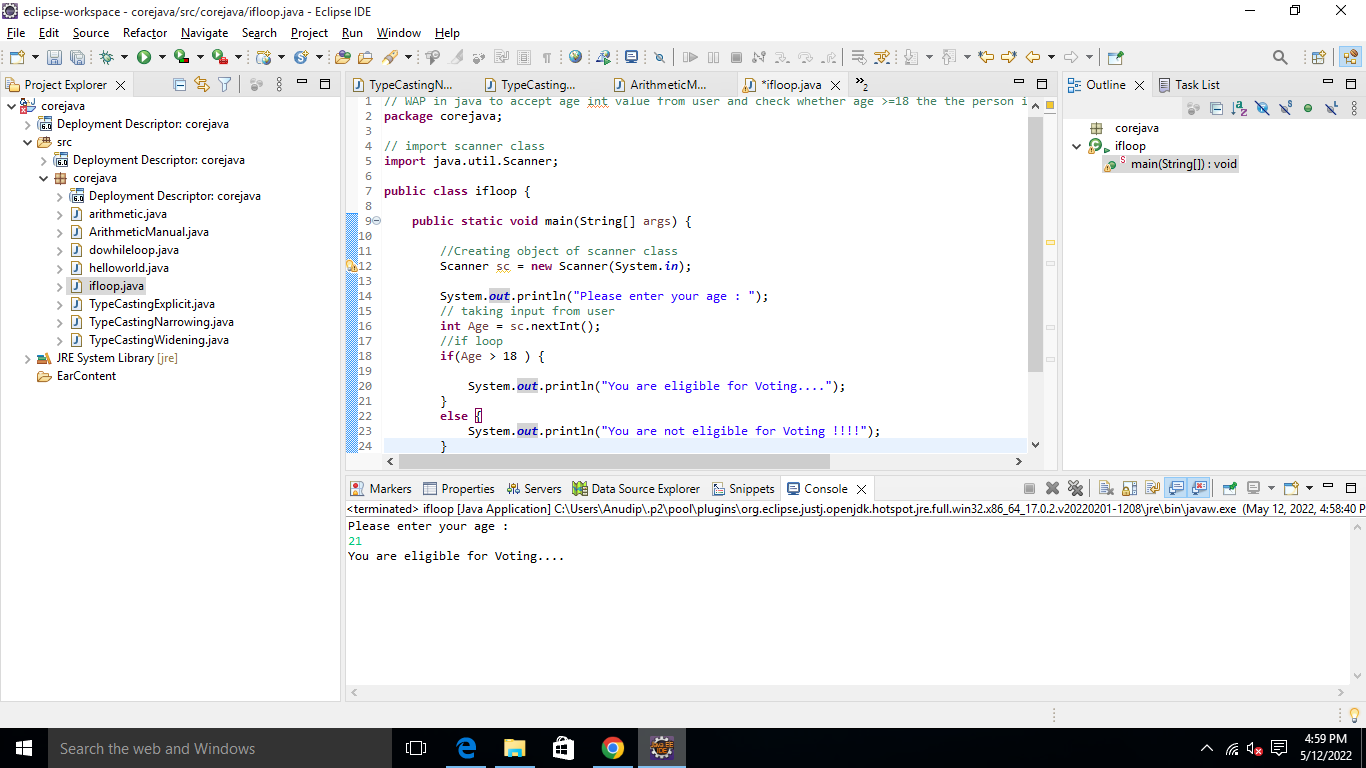 eclipse-workspace - corejava/src/corejava/ifloop.java - Eclipse IDE
File Edit Source Refactor Navigate Search Project Run Window Help
Project Explorer
corejava
Deployment Descriptor: corejava
src
Deployment Descriptor: corejava
corejava
Deployment Descriptor: corejava
arithmetic.java
ArithmeticManual.java
dowhileloop.java
helloworld.java
ifloop.java
TypeCastingExplicit.java
TypeCastingNarrowing.java
TypeCastingWidening.java
JRE System Library [jre]
EarContent
TypeCastingN... TypeCasting... ArithmeticM... *ifloop.java »2
1 // WAP in java to accept age int value from user and check whether age >=18 the the person i
2 package corejava;
3
4 // import scanner class
5 import java.util.Scanner;
6
7 public class ifloop {
8
9 public static void main(String[] args) {
10
11 //Creating object of scanner class
12 Scanner sc = new Scanner(System.in);
13
14 System.out.println("Please enter your age : ");
15 // taking input from user
16 int Age = sc.nextInt();
17 //if loop
18 if(Age > 18 ) {
19
20 System.out.println("You are eligible for Voting....");
21 }
22 else {
23 System.out.println("You are not eligible for Voting !!!!");
24 }
Outline Task List
corejava
ifloop
main(String[]) : void
Markers Properties Servers Data Source Explorer Snippets Console
<terminated> ifloop [Java Application] C:\Users\Anudip\.p2\pool\plugins\org.eclipse.justj.openjdk.hotspot.jre.full.win32.x86_64_17.0.2.v20220201-1208\jre\bin\javaw.exe (May 12, 2022, 4:58:40 P
Please enter your age :
21
You are eligible for Voting....
Search the web and Windows
4:59 PM
5/12/2022